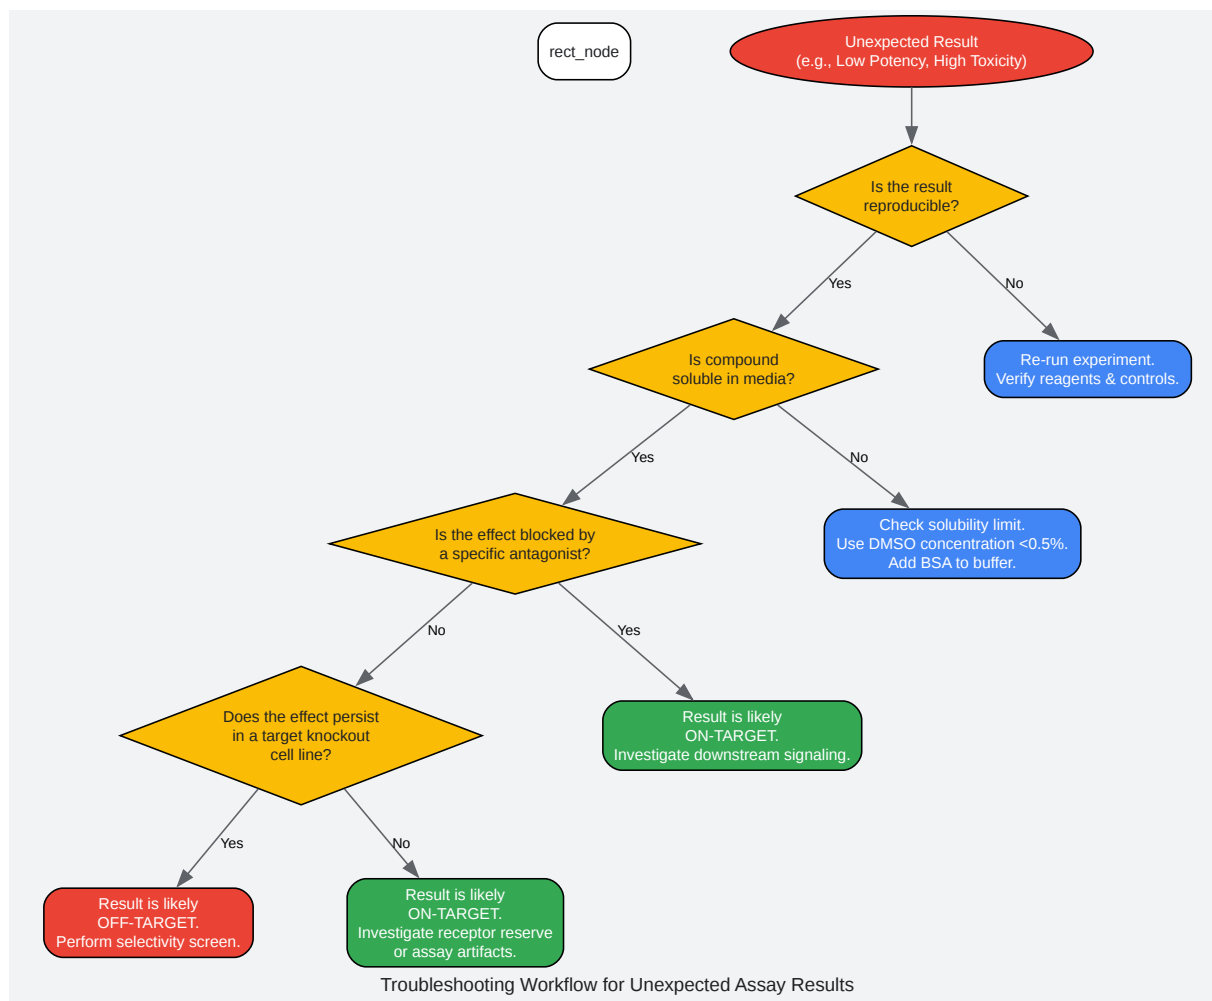 rect_node
Unexpected Result
(e.g., Low Potency, High Toxicity)
Is the result
reproducible?
Yes
No
Is compound
soluble in media?
Re-run experiment.
Verify reagents & controls.
Yes
No
Is the effect blocked by
a specific antagonist?
Check solubility limit.
Use DMSO concentration <0.5%.
Add BSA to buffer.
No
Yes
Does the effect persist
in a target knockout
cell line?
Result is likely
ON-TARGET.
Investigate downstream signaling.
Yes
No
Result is likely
OFF-TARGET.
Perform selectivity screen.
Result is likely
ON-TARGET.
Investigate receptor reserve
or assay artifacts.
Troubleshooting Workflow for Unexpected Assay Results